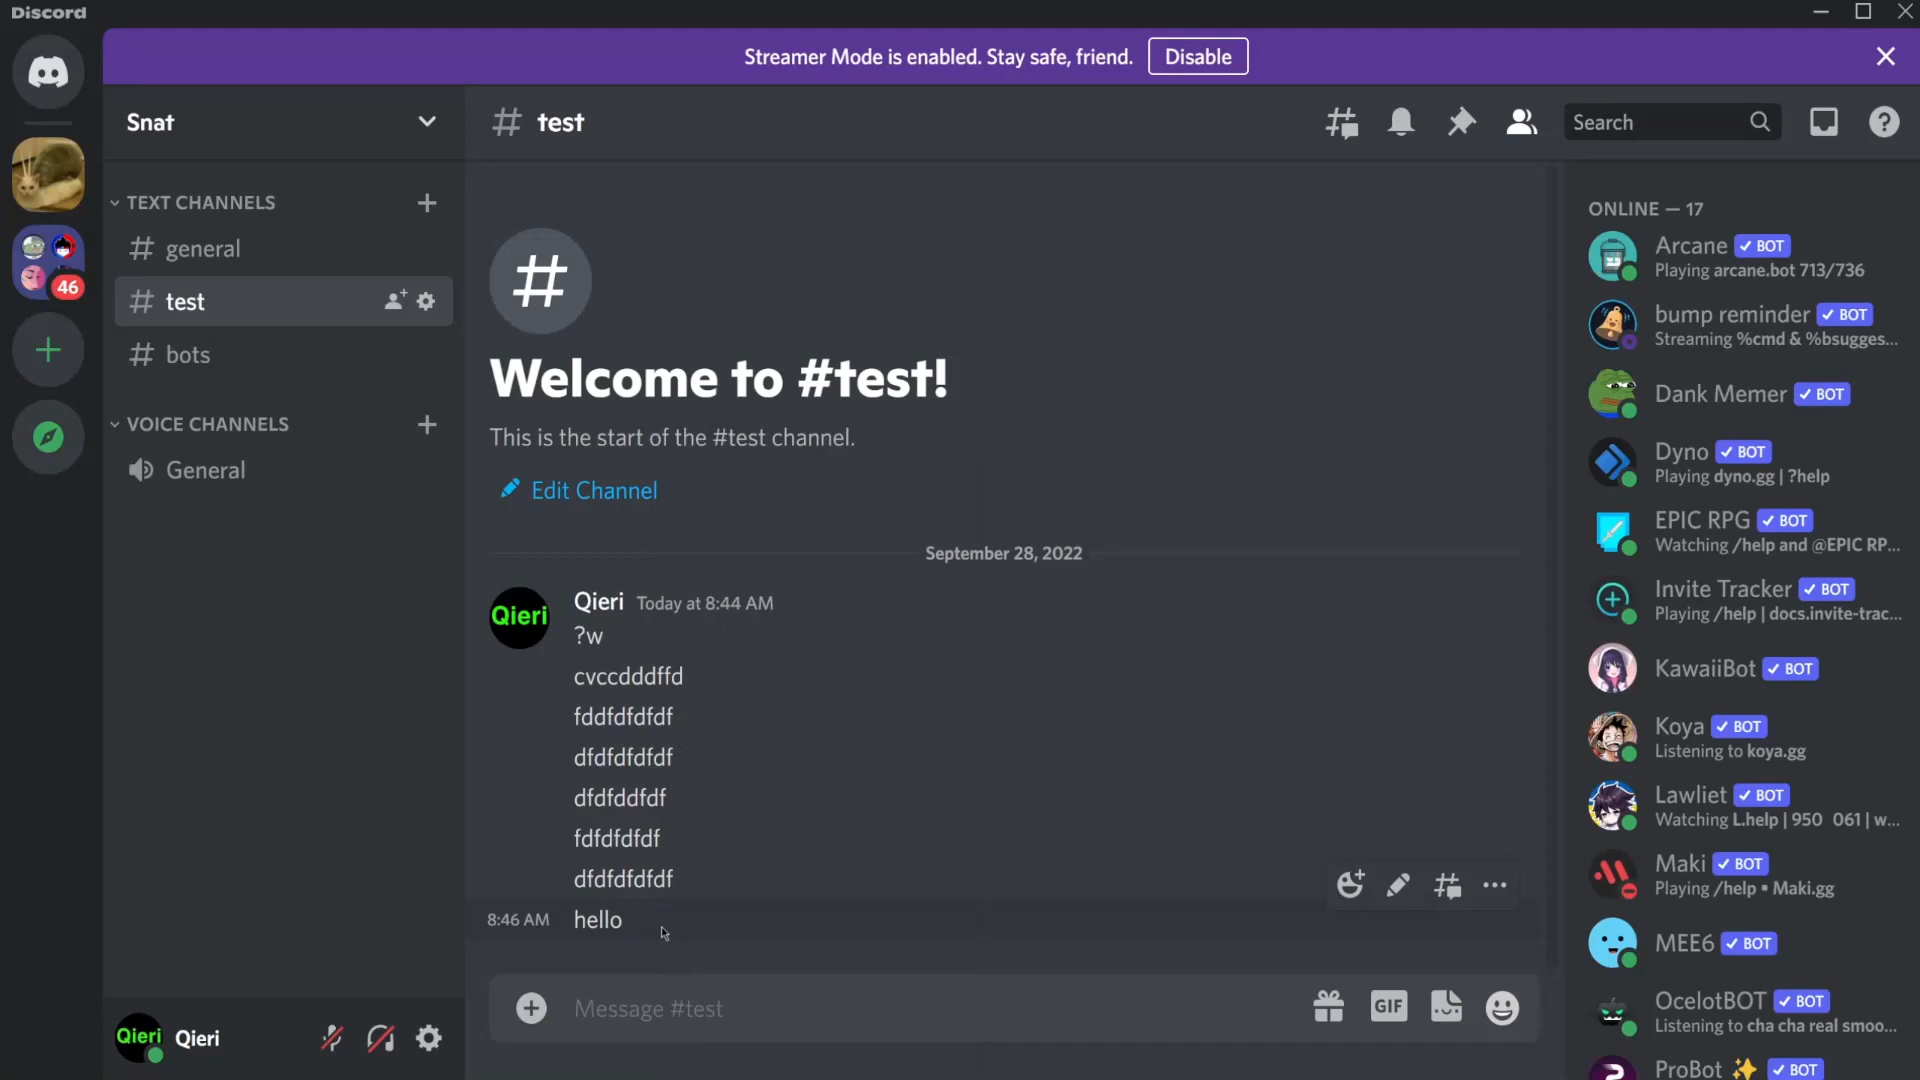 Discord
Streamer Mode is enabled. Stay safe, friend. Disable
Snat
TEXT CHANNELS
general
test
bots
VOICE CHANNELS
General
46
Qieri Qieri
# test
Search
#
Welcome to #test!
This is the start of the #test channel.
Edit Channel
September 28, 2022
Qieri
Qieri Today at 8:44 AM
?w
cvccdddffd
fddfdfdfdf
dfdfdfdfdf
dfdfddfdf
fdfdfdfdf
dfdfdfdfdf
8:46 AM hello
Message #test
GIF
ONLINE — 17
Arcane ✓ BOT
Playing arcane.bot 713/736
bump reminder ✓ BOT
Streaming %cmd & %bsugges...
Dank Memer ✓ BOT
Dyno ✓ BOT
Playing dyno.gg | ?help
EPIC RPG ✓ BOT
Watching /help and @EPIC RP...
Invite Tracker ✓ BOT
Playing /help | docs.invite-trac...
KawaiiBot ✓ BOT
Koya ✓ BOT
Listening to koya.gg
Lawliet ✓ BOT
Watching L.help | 950 061 | w...
Maki ✓ BOT
Playing /help • Maki.gg
MEE6 ✓ BOT
OcelotBOT ✓ BOT
Listening to cha cha real smoo...
ProBot ✨ ✓ BOT